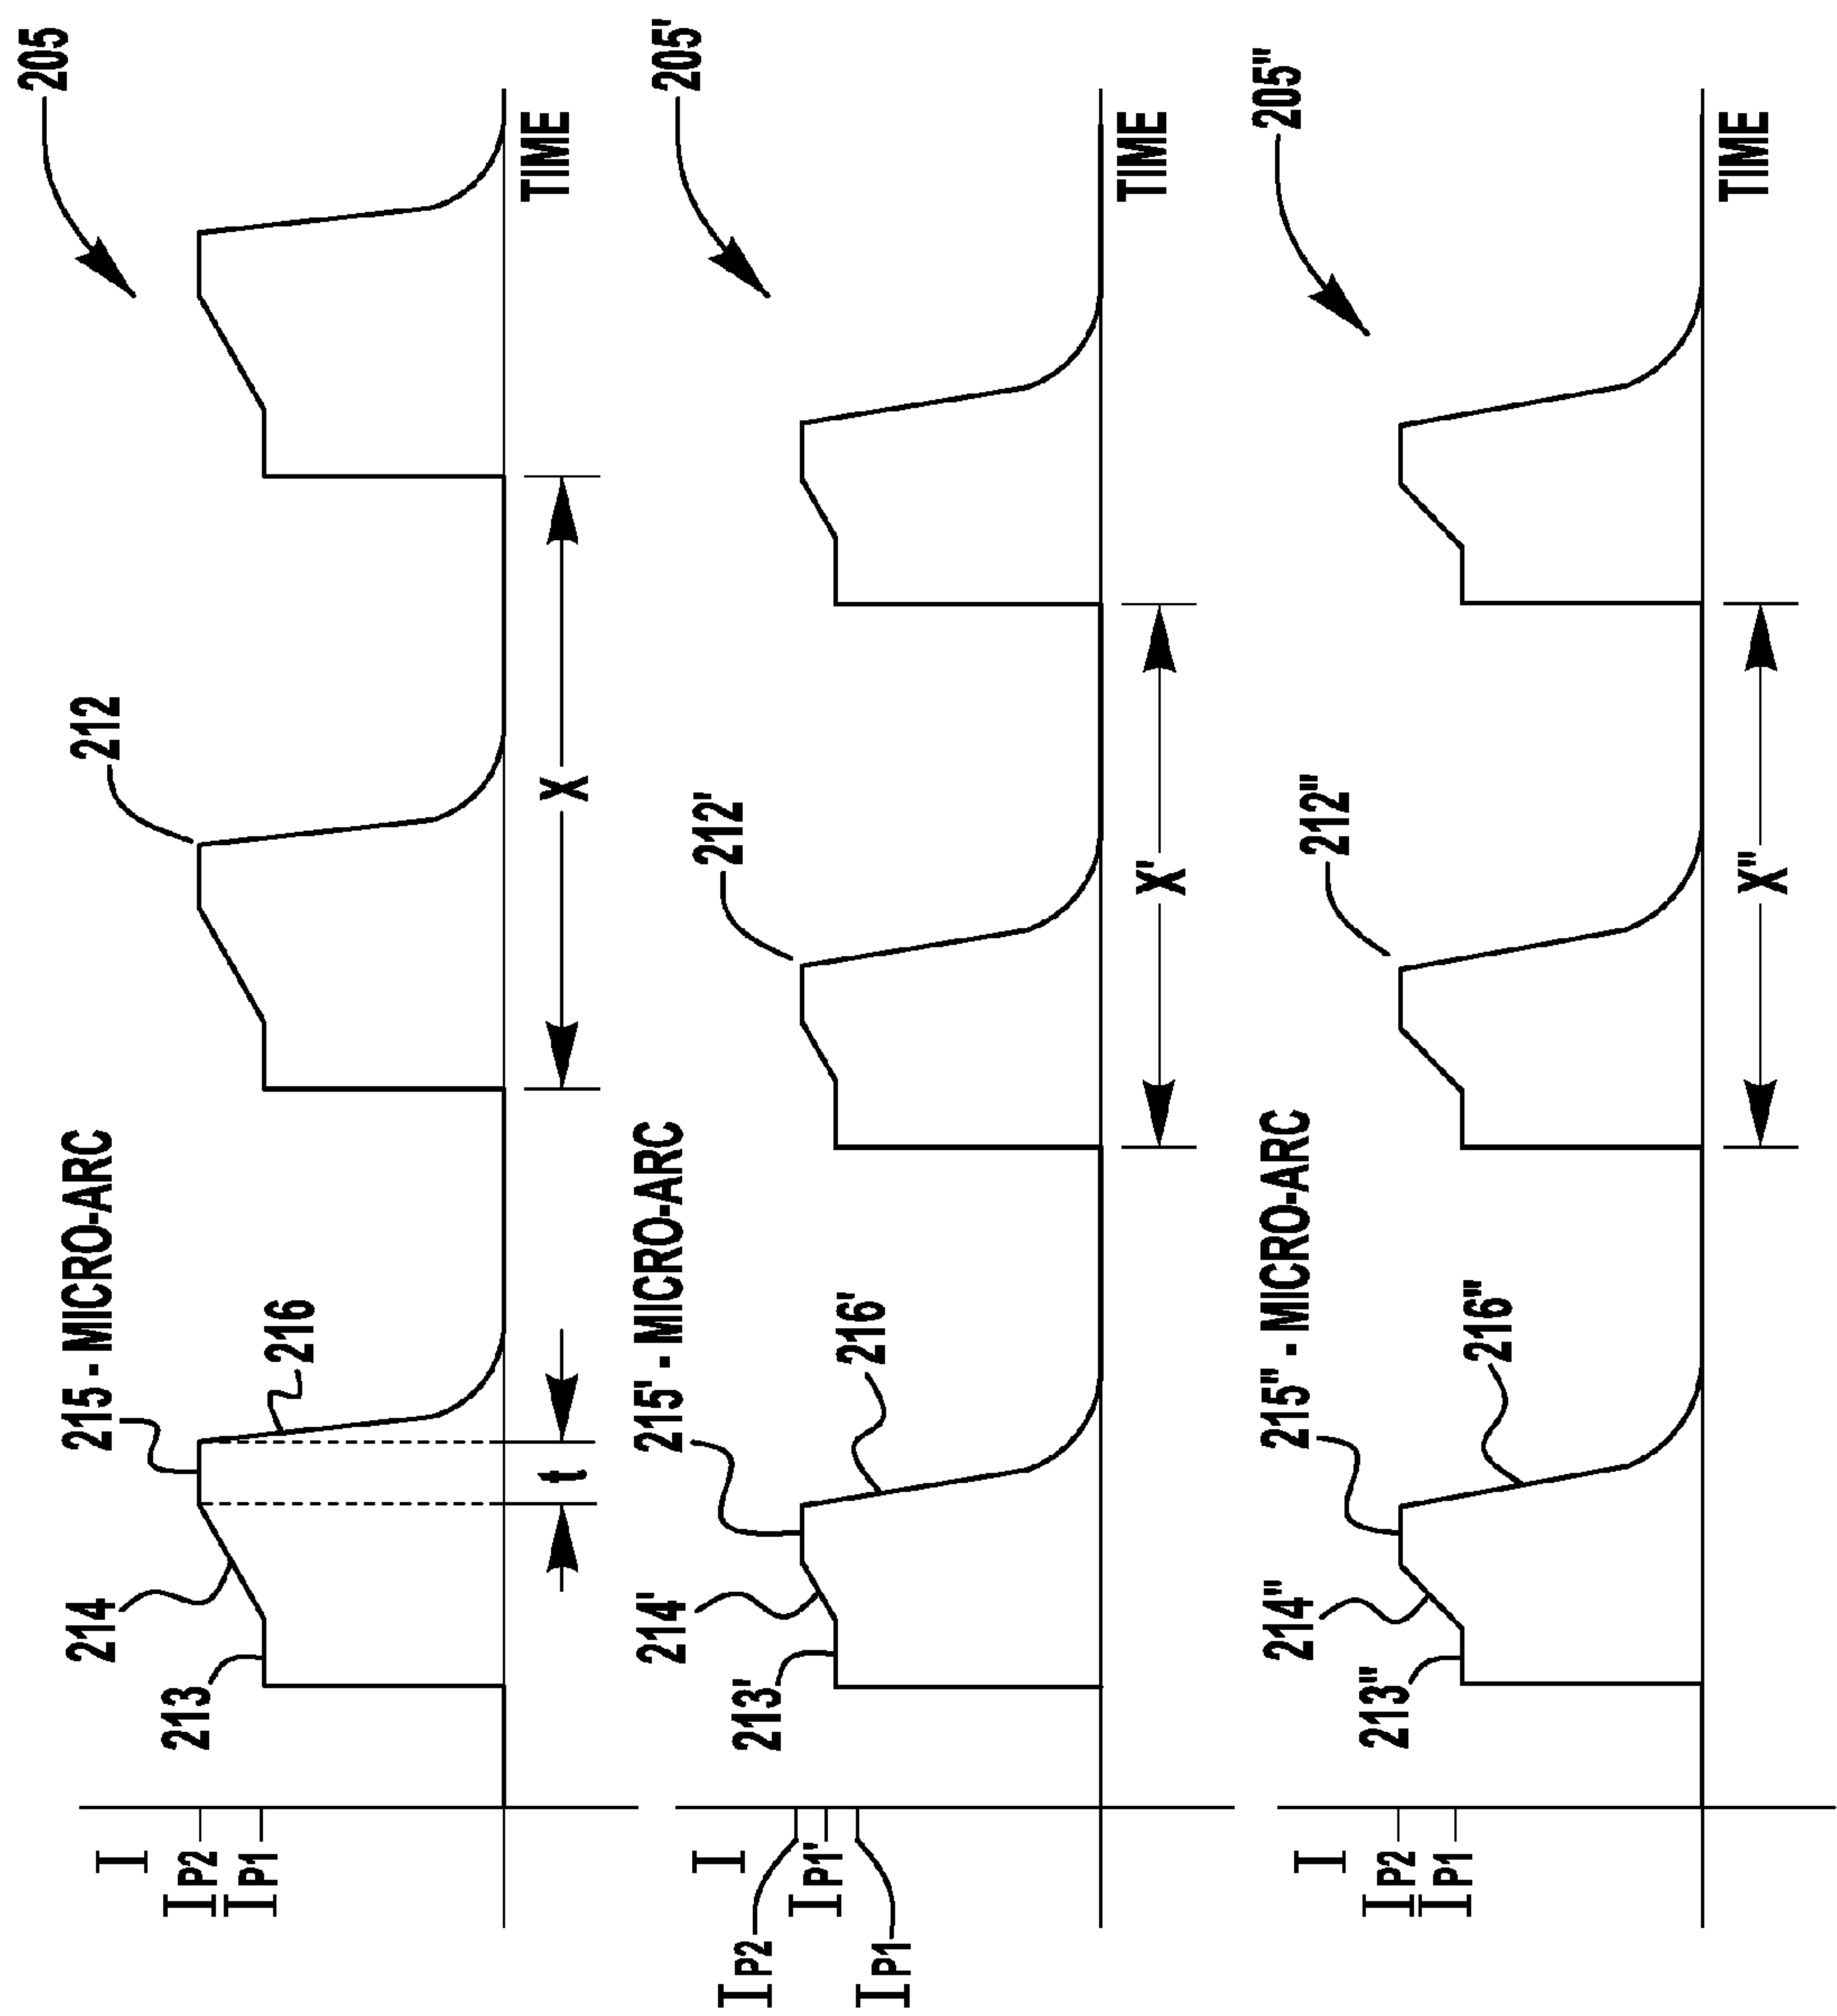 205
212
215 - MICRO-ARC
214
216
213
I
IP2
IP1
t
X
TIME
205'
212'
215' - MICRO-ARC
214'
216'
213'
I
IP2
IP1"
IP1
X'
TIME
205"
212"
215" - MICRO-ARC
214"
216"
213"
I
IP2
IP1
X"
TIME